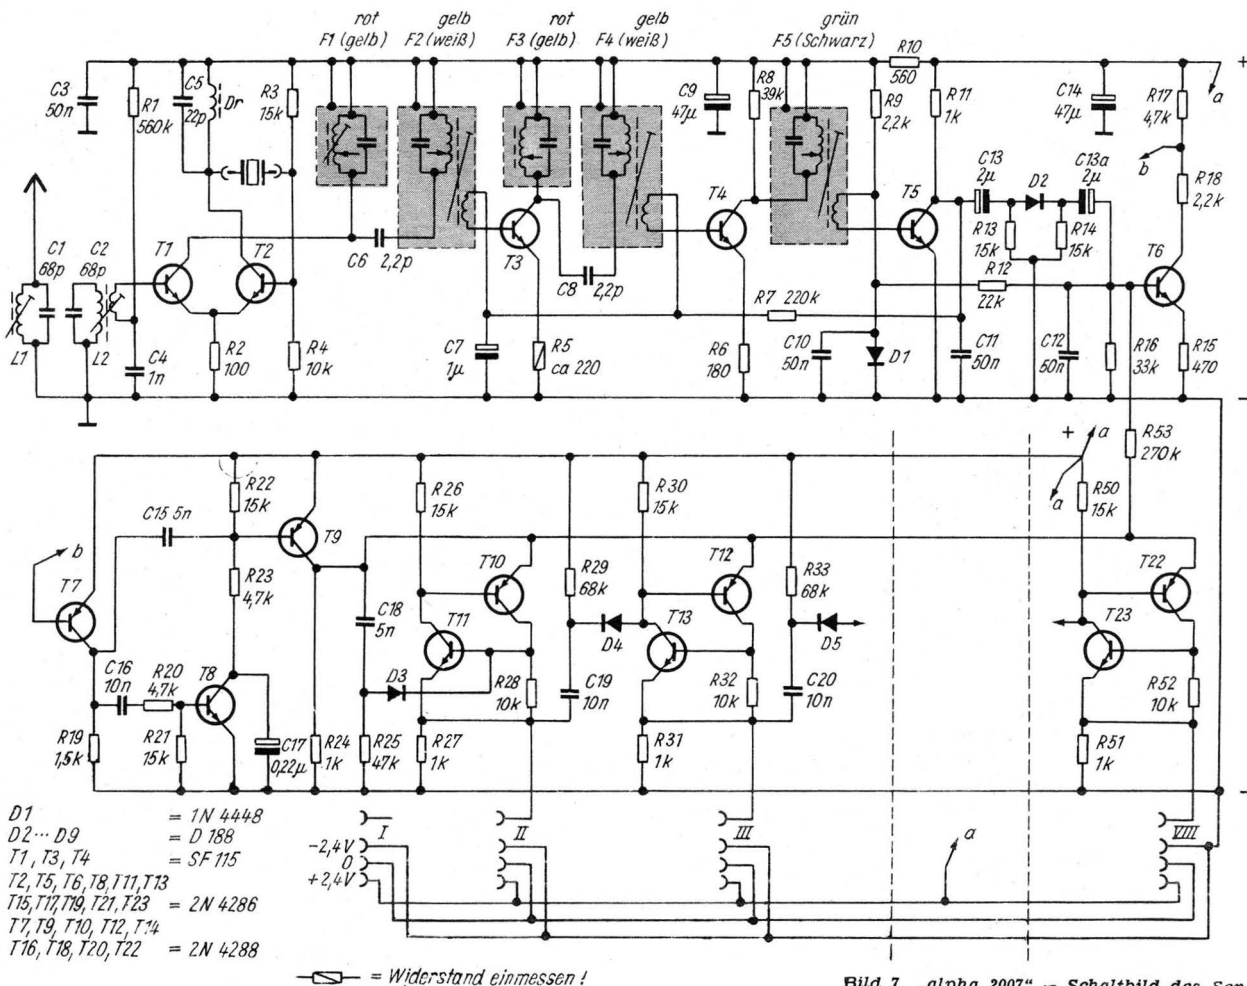 rot
F1 (gelb)
gelb
F2 (weiß)
rot
F3 (gelb)
gelb
F4 (weiß)
grün
F5 (Schwarz)
R10
560
+
C3
50n
R1
560k
C5
22p
Dr
R3
15k
C9
47µ
R8
39k
R9
2,2k
R11
1k
C14
47µ
R17
4,7k
a
b
C13
2µ
D2
C13a
2µ
R18
2,2k
C1
68p
C2
68p
T1
T2
C6
2,2p
T3
C8
2,2p
T4
T5
R13
15k
R14
15k
R12
22k
T6
R7 220k
L1
L2
C4
1n
R2
100
R4
10k
C7
1µ
R5
ca 220
R6
180
C10
50n
D1
C11
50n
C12
50n
R16
33k
R15
470
–
+
a
a
R53
270k
R22
15k
R26
15k
R30
15k
R50
15k
C15 5n
b
T7
R23
4,7k
T9
T10
R29
68k
T12
R33
68k
T22
C18
5n
T11
D4
T13
D5
T23
C16
10n
R20
4,7k
T8
D3
R28
10k
C19
10n
R32
10k
C20
10n
R52
10k
R19
1,5k
R21
15k
C17
0,22µ
R24
1k
R25
47k
R27
1k
R31
1k
R51
1k
–
I
II
III
VIII
–2,4V
0
+2,4V
a
D1 = 1N 4448
D2 ··· D9 = D 188
T1, T3, T4 = SF 115
T2, T5, T6, T8, T11, T13
T15, T17, T19, T21, T23 = 2N 4286
T7, T9, T10, T12, T14
T16, T18, T20, T22 = 2N 4288
= Widerstand einmessen !
Bild 7. „alpha 2007“ – Schaltbild des